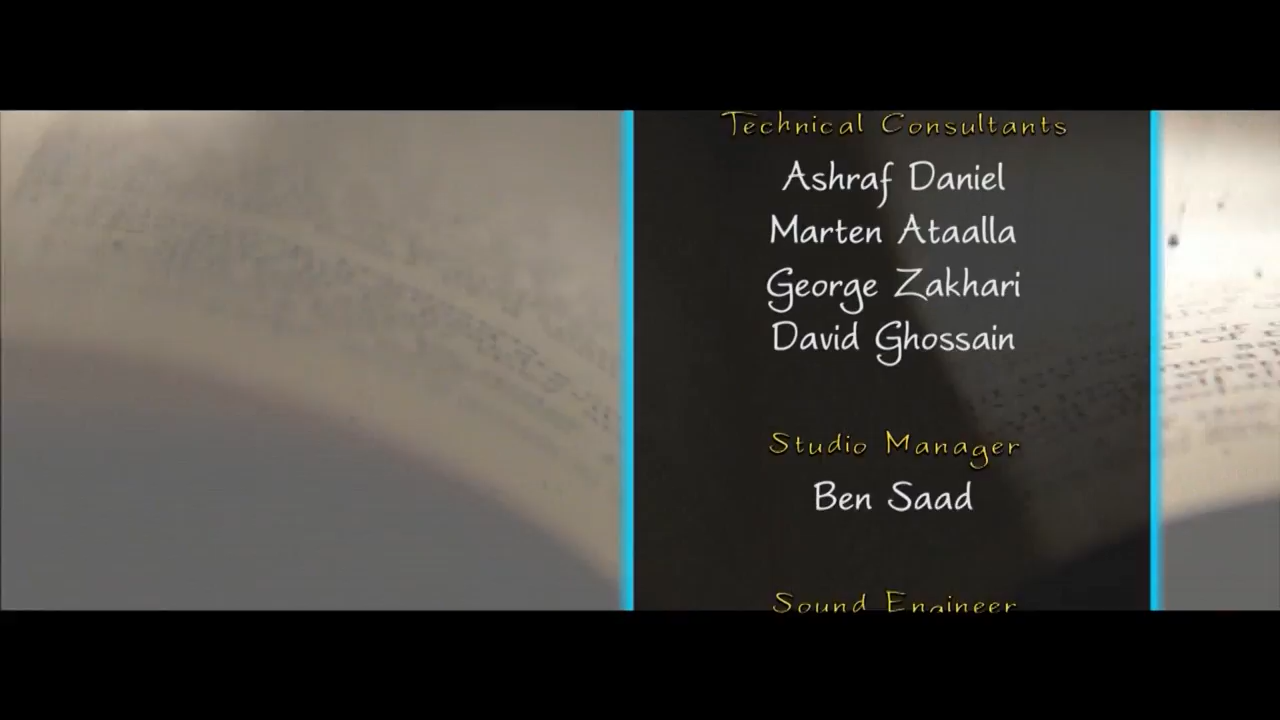 Technical Consultants
Ashraf Daniel
Marten Ataalla
George Zakhari
David Ghossain
Studio Manager
Ben Saad
Sound Engineer